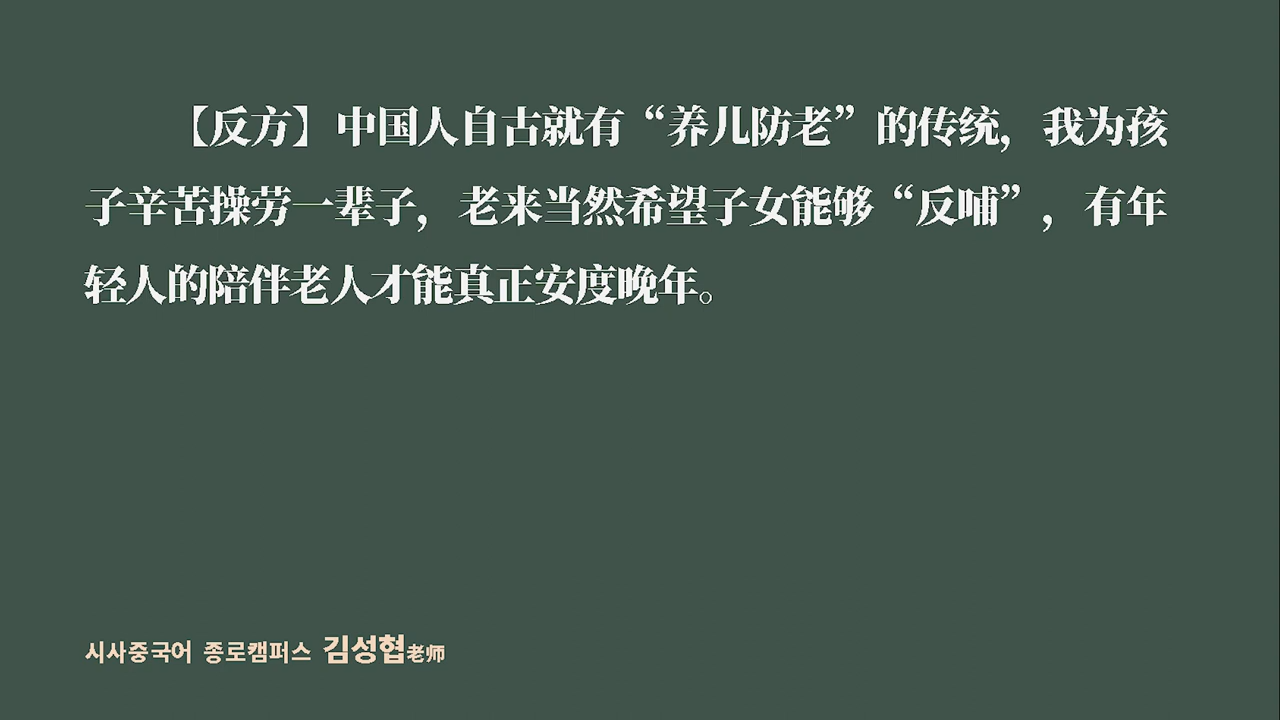 【反方】中国人自古就有“养儿防老”的传统，我为孩
子辛苦操劳一辈子，老来当然希望子女能够“反哺”，有年
轻人的陪伴老人才能真正安度晚年。
시사중국어 종로캠퍼스 김성협老师